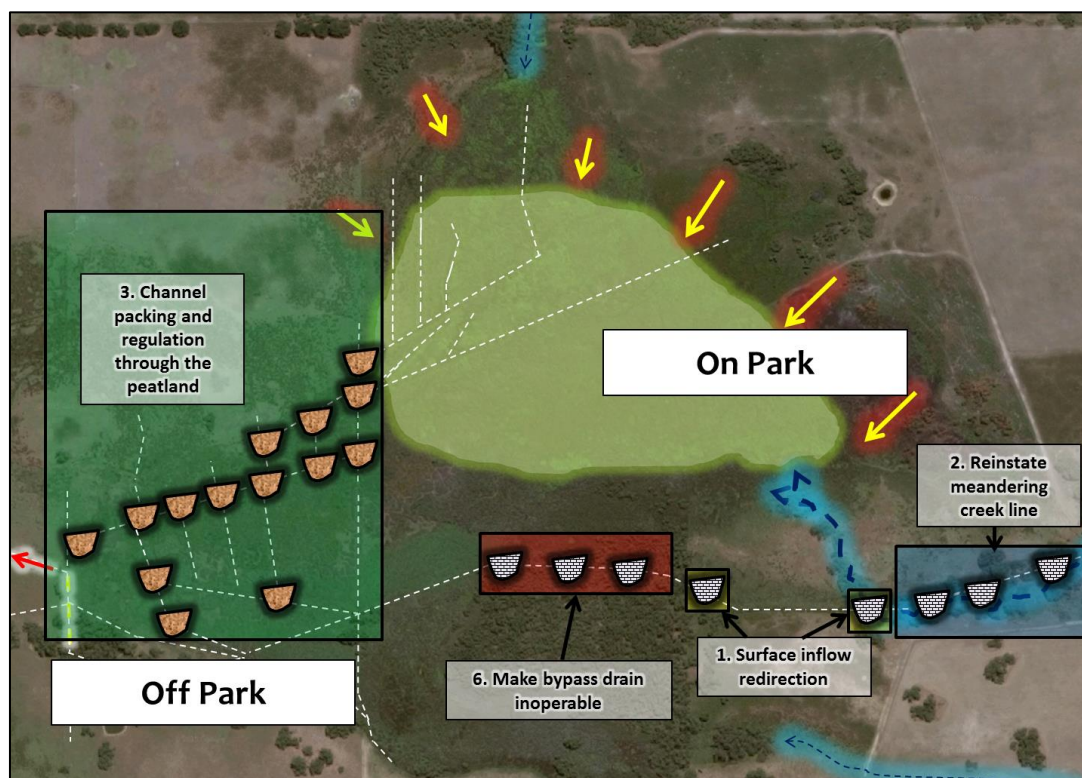 3. Channel
packing and
regulation
through the
peatland
On Park
2. Reinstate
meandering
creek line
1. Surface inflow
redirection
6. Make bypass drain
inoperable
Off Park